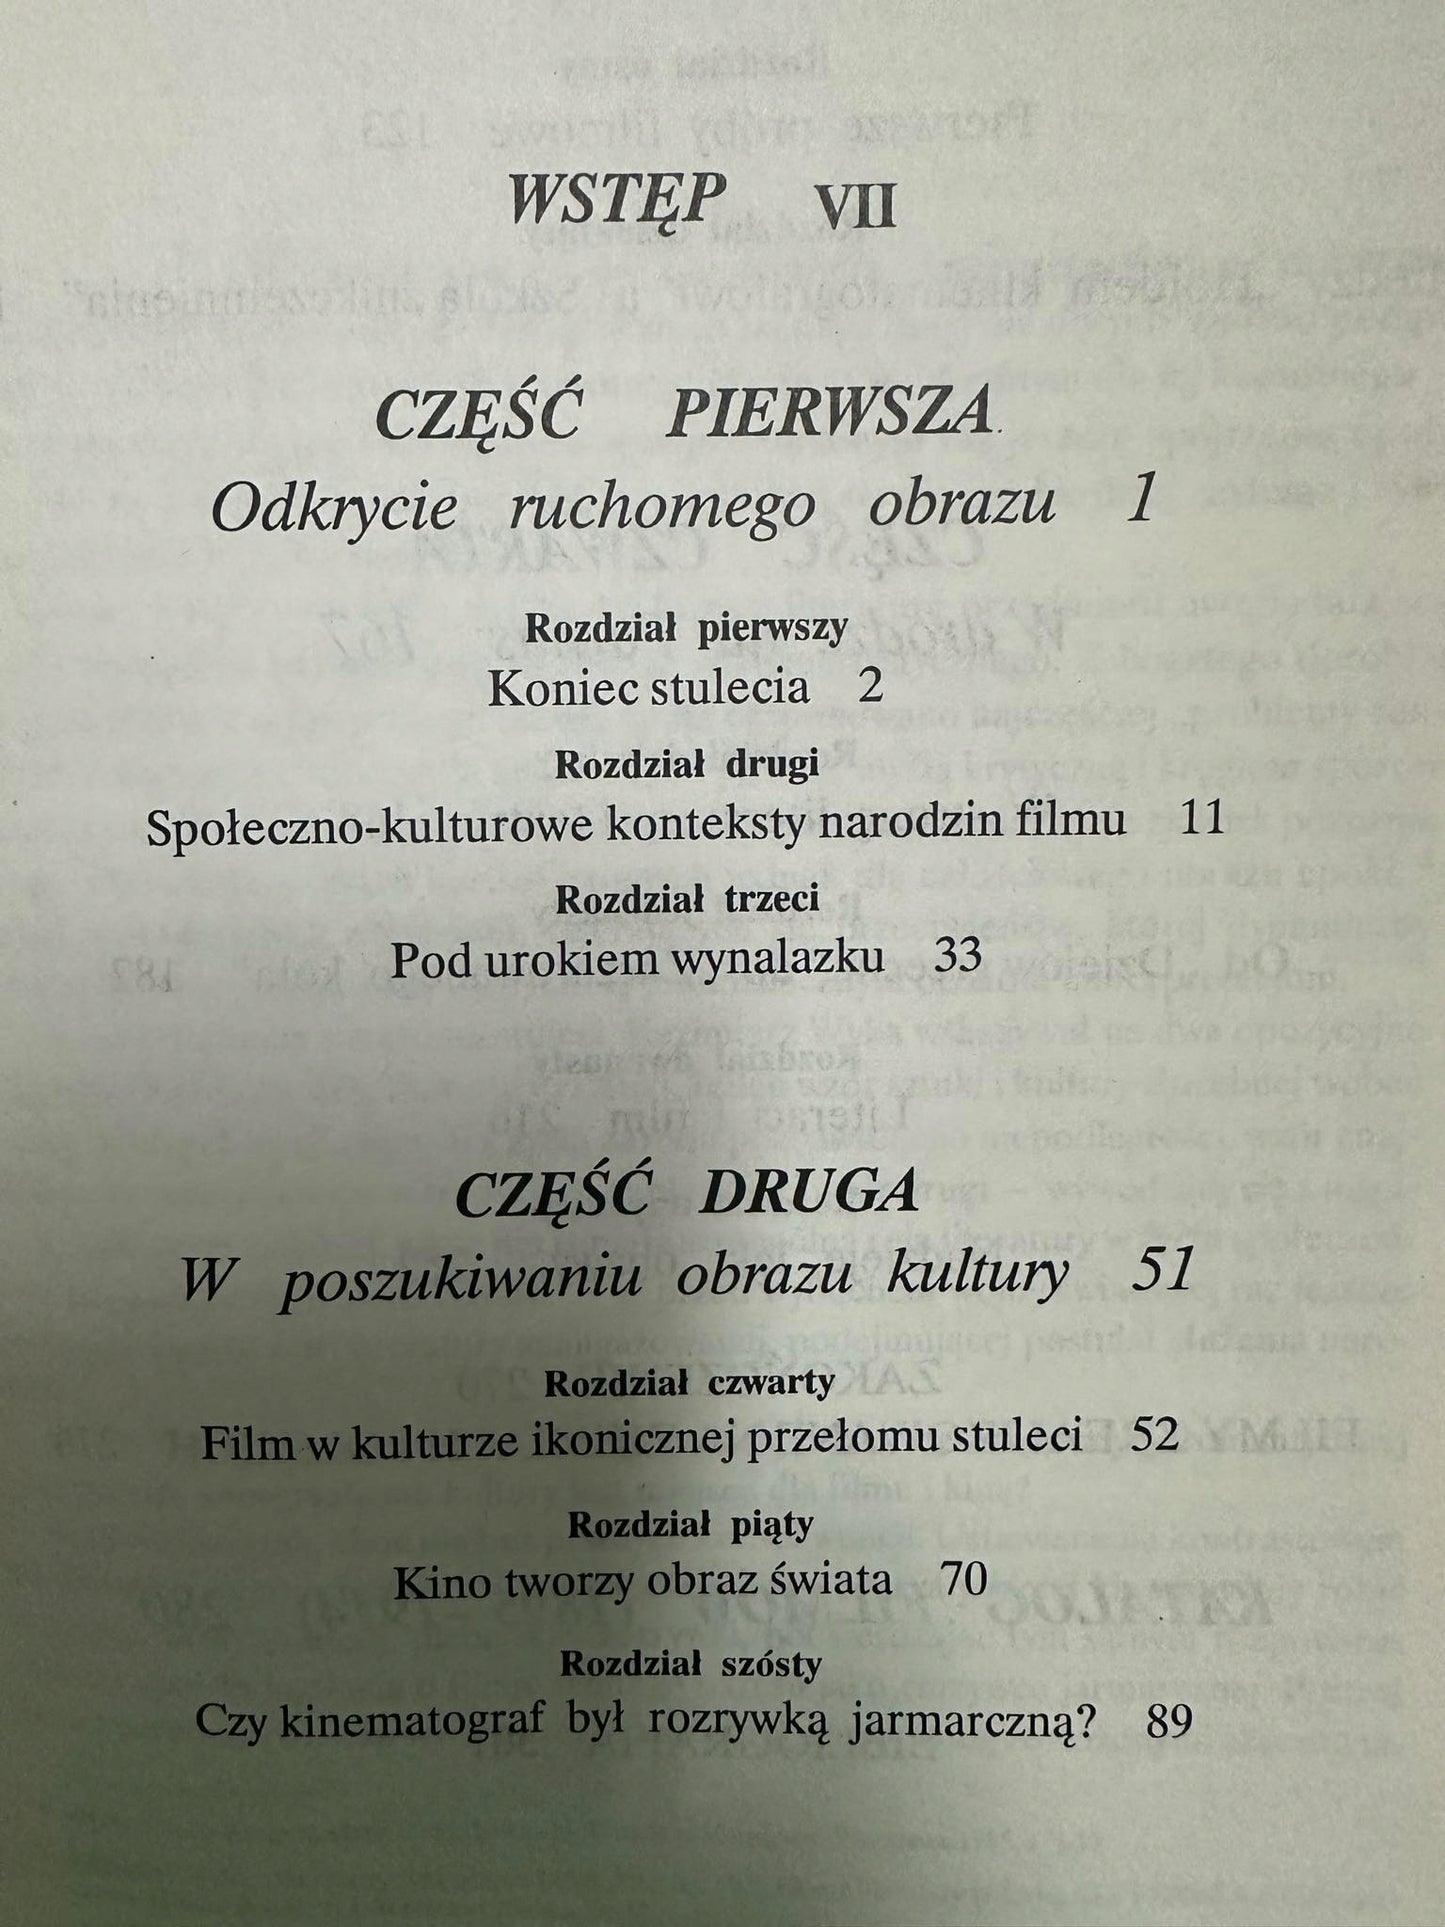 WSTĘP VII
CZĘŚĆ PIERWSZA
Odkrycie ruchomego obrazu 1
Rozdział pierwszy
Koniec stulecia 2
Rozdział drugi
Społeczno-kulturowe konteksty narodzin filmu 11
Rozdział trzeci
Pod urokiem wynalazku 33
CZĘŚĆ DRUGA
W poszukiwaniu obrazu kultury 51
Rozdział czwarty
Film w kulturze ikonicznej przełomu stuleci 52
Rozdział piąty
Kino tworzy obraz świata 70
Rozdział szósty
Czy kinematograf był rozrywką jarmarczną? 89